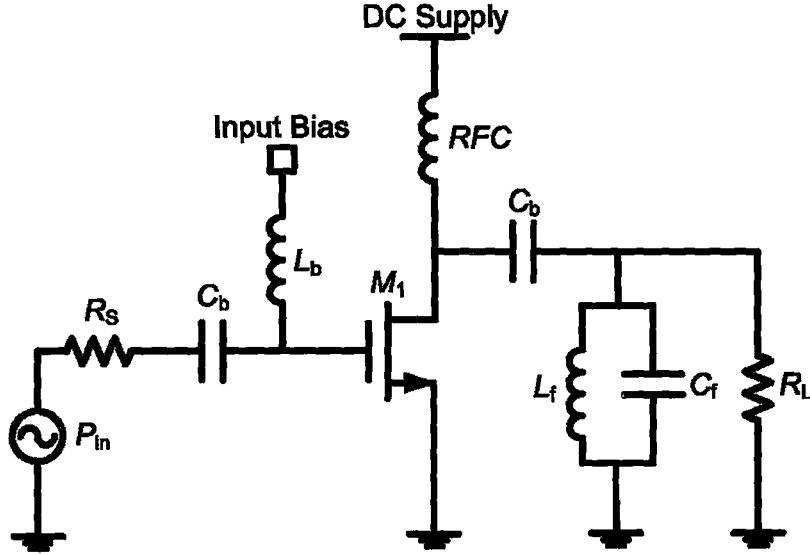 DC Supply
RFC
Input Bias
Cb
Lb
M1
Cb
RS
Pin
Lf
Cf
RL